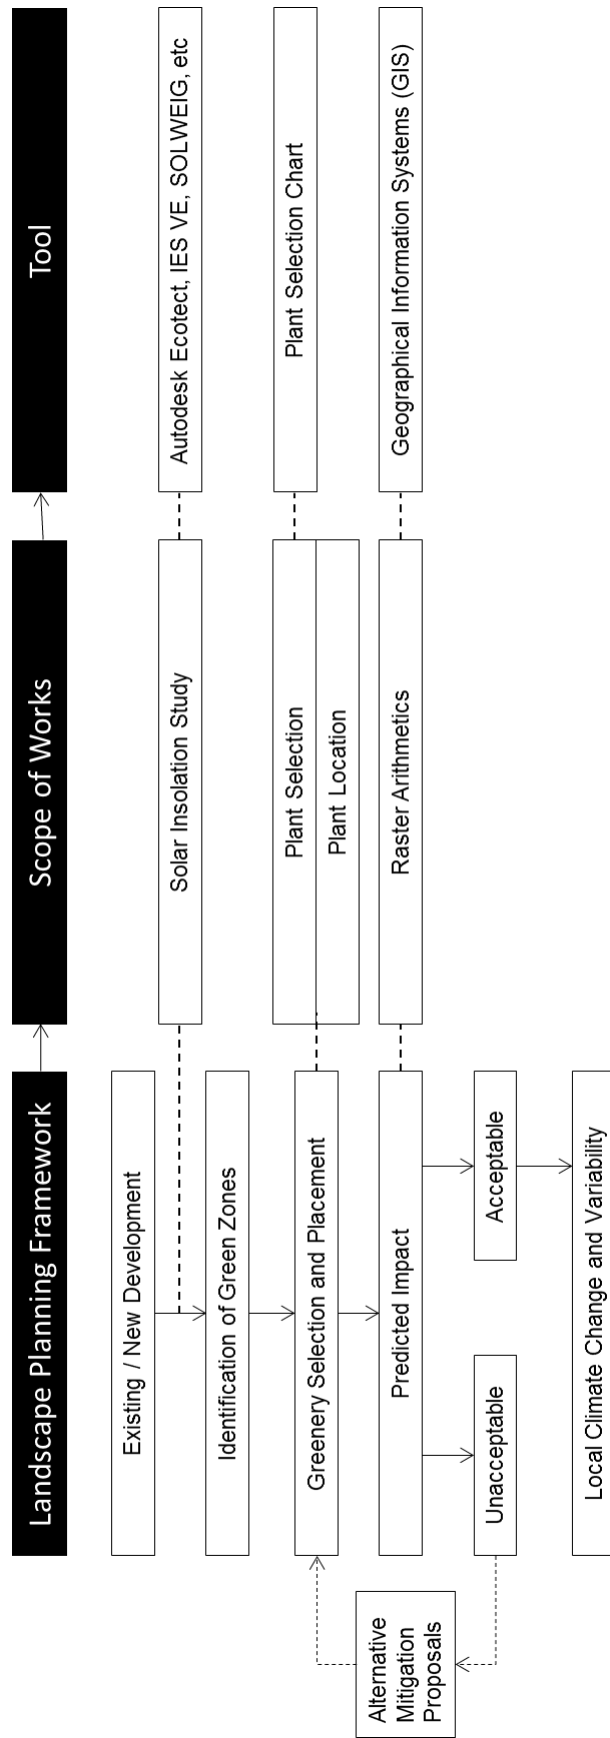 Landscape Planning Framework
Scope of Works
Tool
Existing / New Development
Solar Insolation Study
Autodesk Ecotect, IES VE, SOLWEIG, etc
Identification of Green Zones
Greenery Selection and Placement
Plant Selection
Plant Location
Plant Selection Chart
Predicted Impact
Raster Arithmetics
Geographical Information Systems (GIS)
Alternative
Mitigation
Proposals
Unacceptable
Acceptable
Local Climate Change and Variability